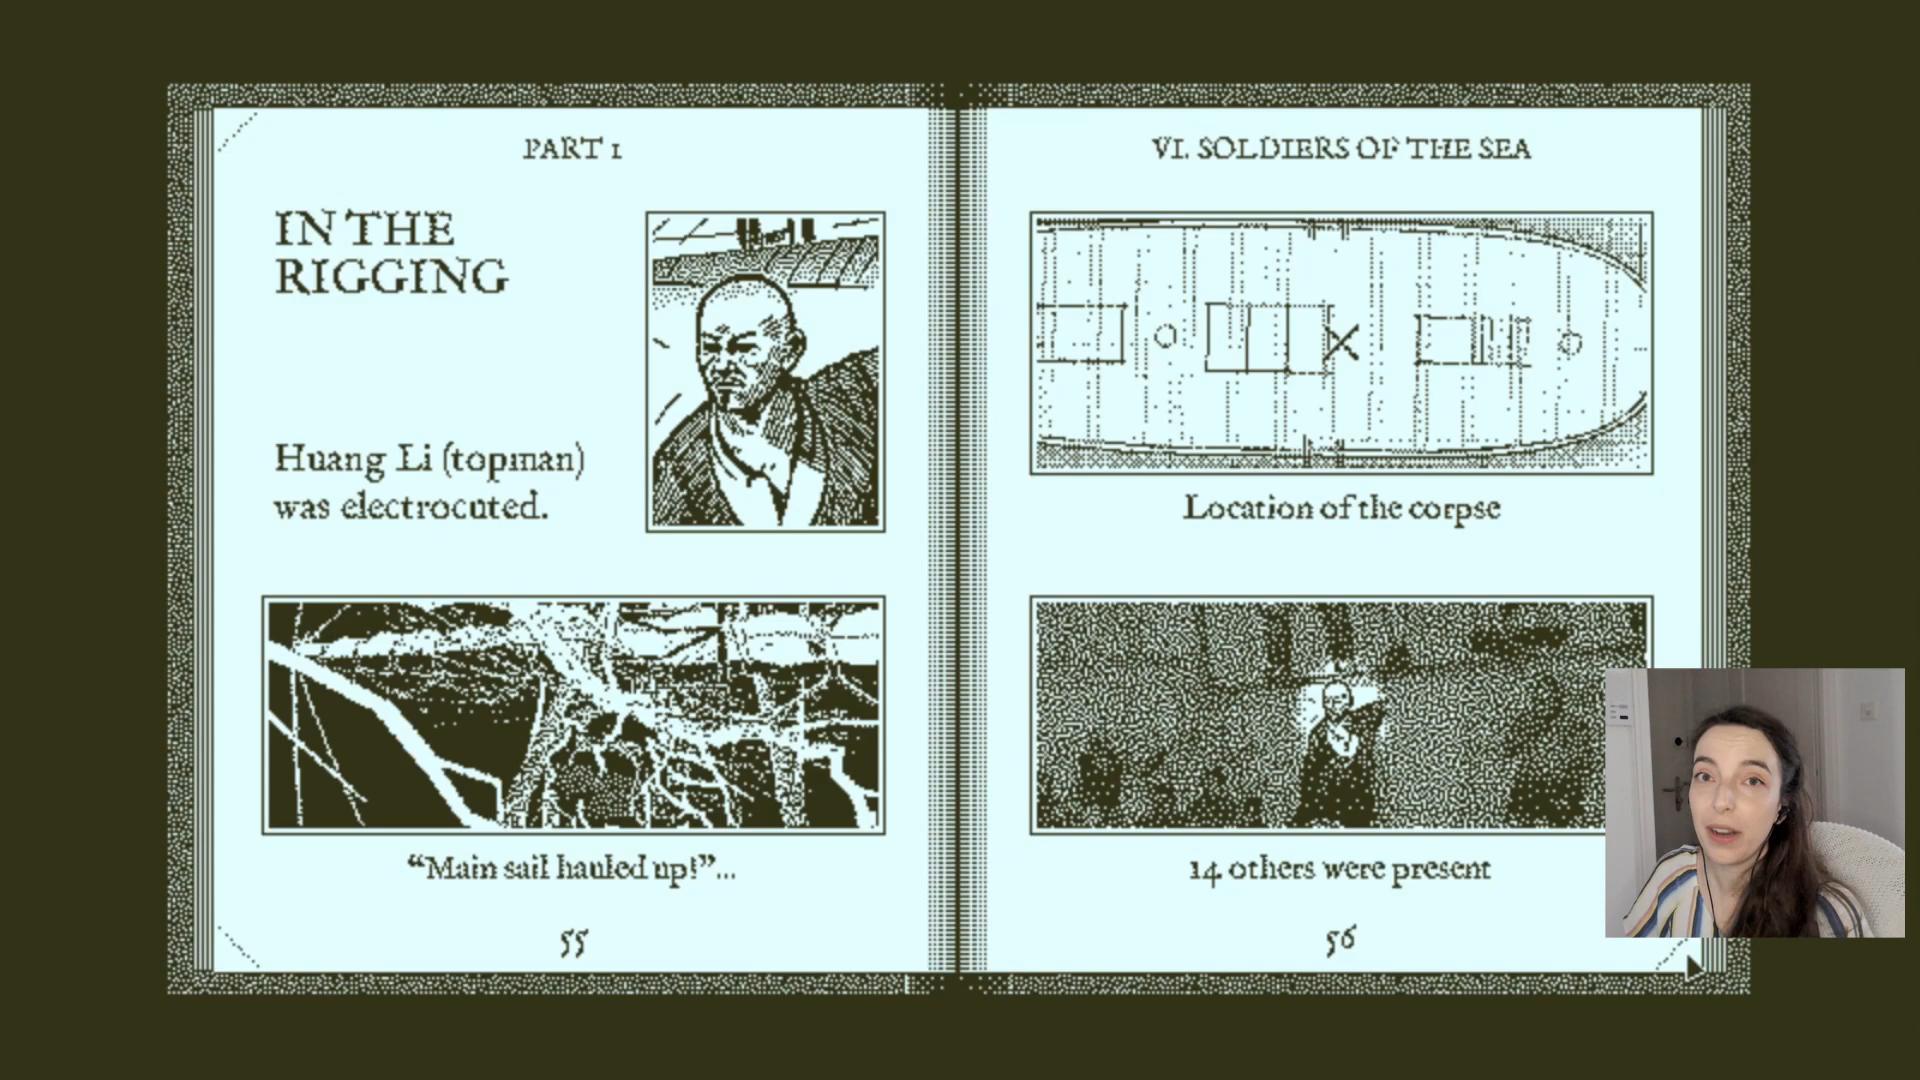 PART 1
IN THE
RIGGING
Huang Li (topman)
was electrocuted.
“Main sail hauled up!”...
55
VI. SOLDIERS OF THE SEA
Location of the corpse
14 others were present
56